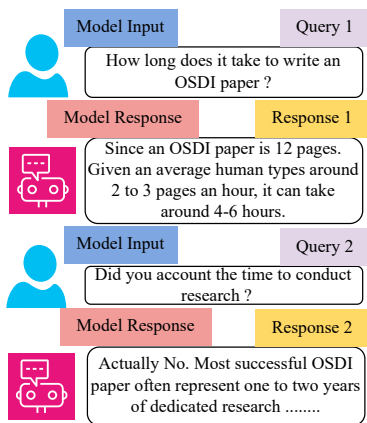 Model Input Query 1
How long does it take to write an
OSDI paper ?
Model Response Response 1
Since an OSDI paper is 12 pages.
Given an average human types around
2 to 3 pages an hour, it can take
around 4-6 hours.
Model Input Query 2
Did you account the time to conduct
research ?
Model Response Response 2
Actually No. Most successful OSDI
paper often represent one to two years
of dedicated research ........